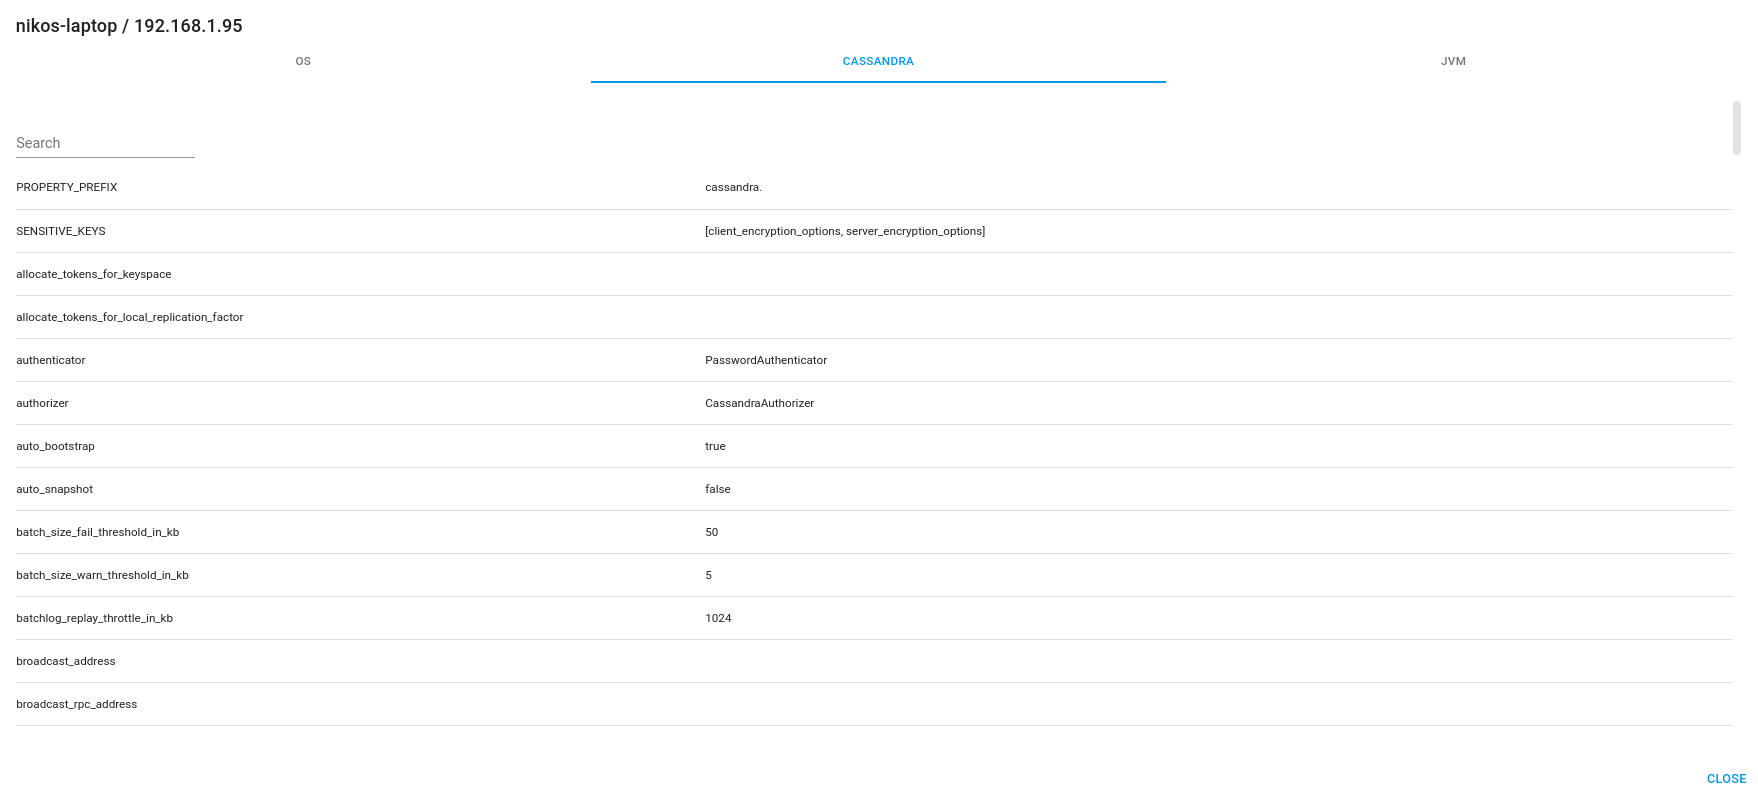 nikos-laptop / 192.168.1.95
OS CASSANDRA JVM
Search
PROPERTY_PREFIX cassandra.
SENSITIVE_KEYS [client_encryption_options, server_encryption_options]
allocate_tokens_for_keyspace
allocate_tokens_for_local_replication_factor
authenticator PasswordAuthenticator
authorizer CassandraAuthorizer
auto_bootstrap true
auto_snapshot false
batch_size_fail_threshold_in_kb 50
batch_size_warn_threshold_in_kb 5
batchlog_replay_throttle_in_kb 1024
broadcast_address
broadcast_rpc_address
CLOSE